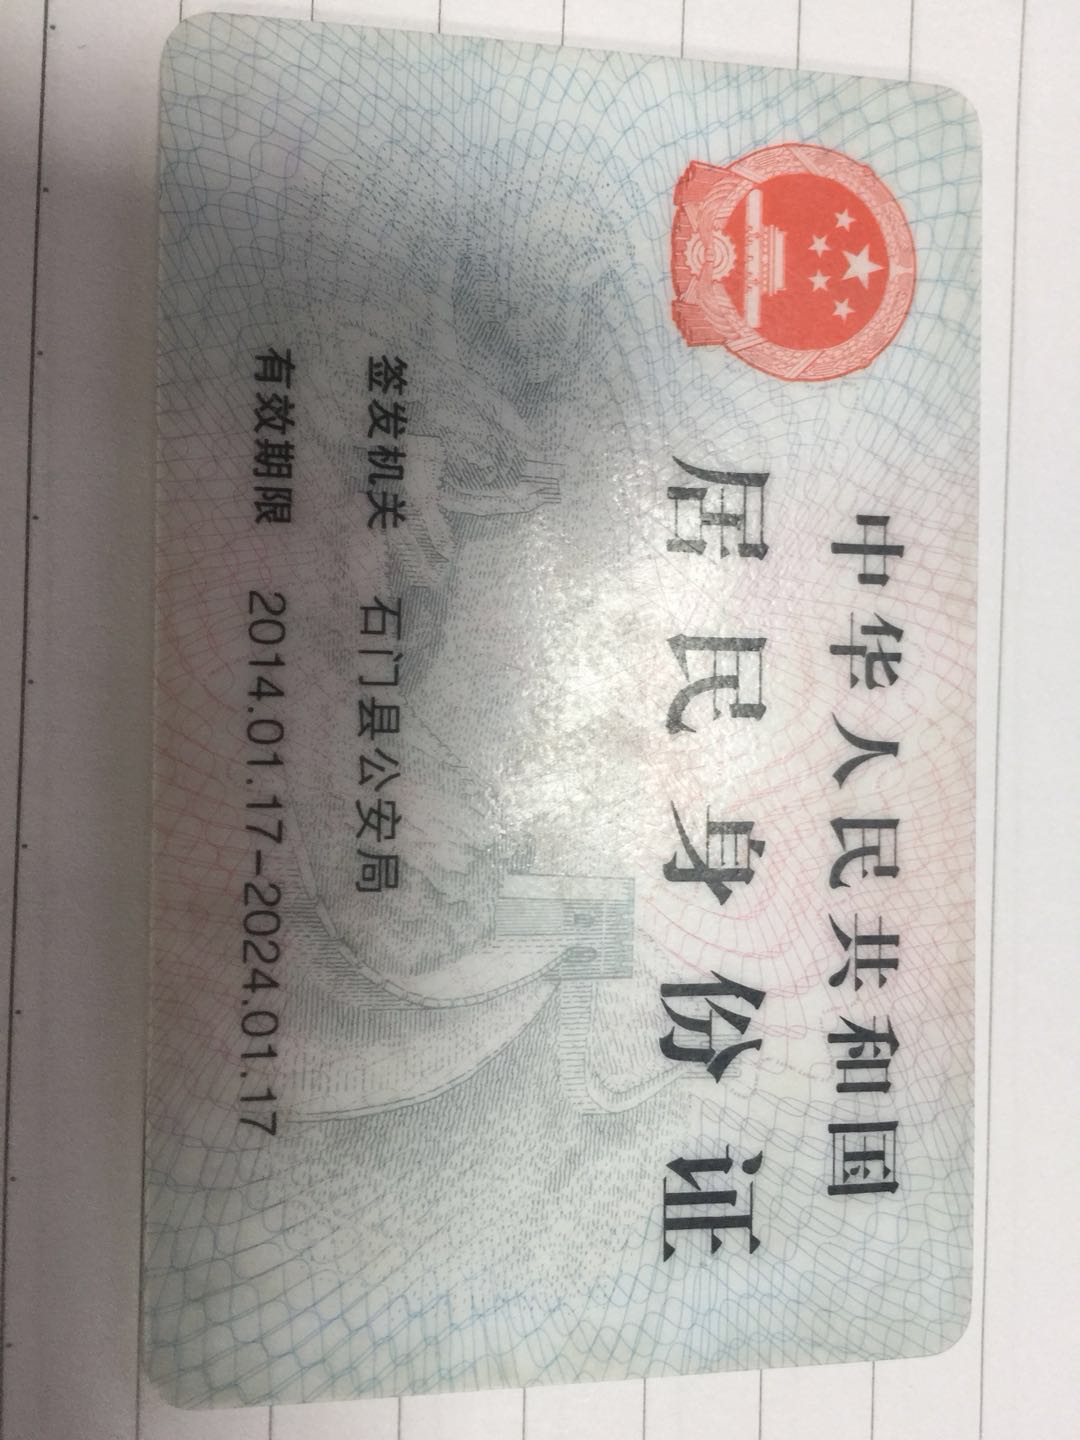 中华人民共和国
居民身份证
签发机关 石门县公安局
有效期限 2014.01.17-2024.01.17